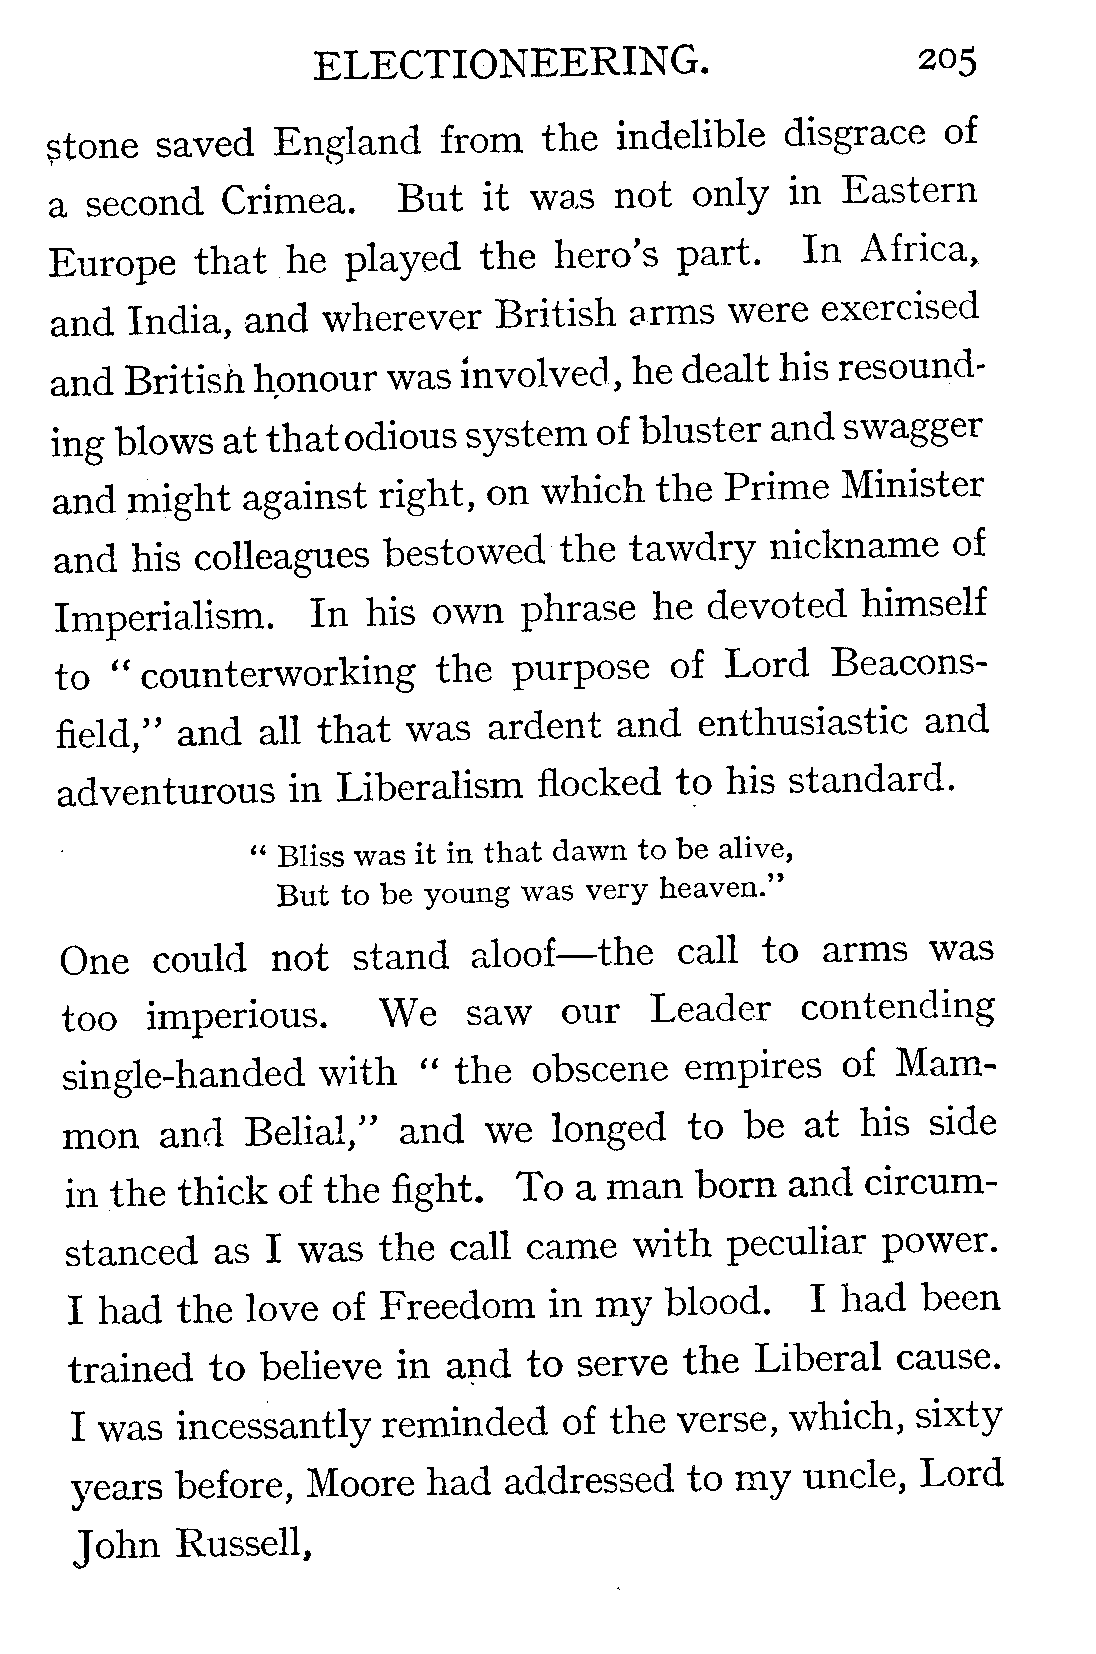 ELECTIONEERING. 205
stone saved England from the indelible disgrace of
a second Crimea. But it was not only in Eastern
Europe that he played the hero's part. In Africa,
and India, and wherever British arms were exercised
and British honour was involved, he dealt his resound-
ing blows at that odious system of bluster and swagger
and might against right, on which the Prime Minister
and his colleagues bestowed the tawdry nickname of
Imperialism. In his own phrase he devoted himself
to “ counterworking the purpose of Lord Beacons-
field,” and all that was ardent and enthusiastic and
adventurous in Liberalism flocked to his standard.
“ Bliss was it in that dawn to be alive,
But to be young was very heaven.”
One could not stand aloof—the call to arms was
too imperious. We saw our Leader contending
single-handed with “ the obscene empires of Mam-
mon and Belial,” and we longed to be at his side
in the thick of the fight. To a man born and circum-
stanced as I was the call came with peculiar power.
I had the love of Freedom in my blood. I had been
trained to believe in and to serve the Liberal cause.
I was incessantly reminded of the verse, which, sixty
years before, Moore had addressed to my uncle, Lord
John Russell,